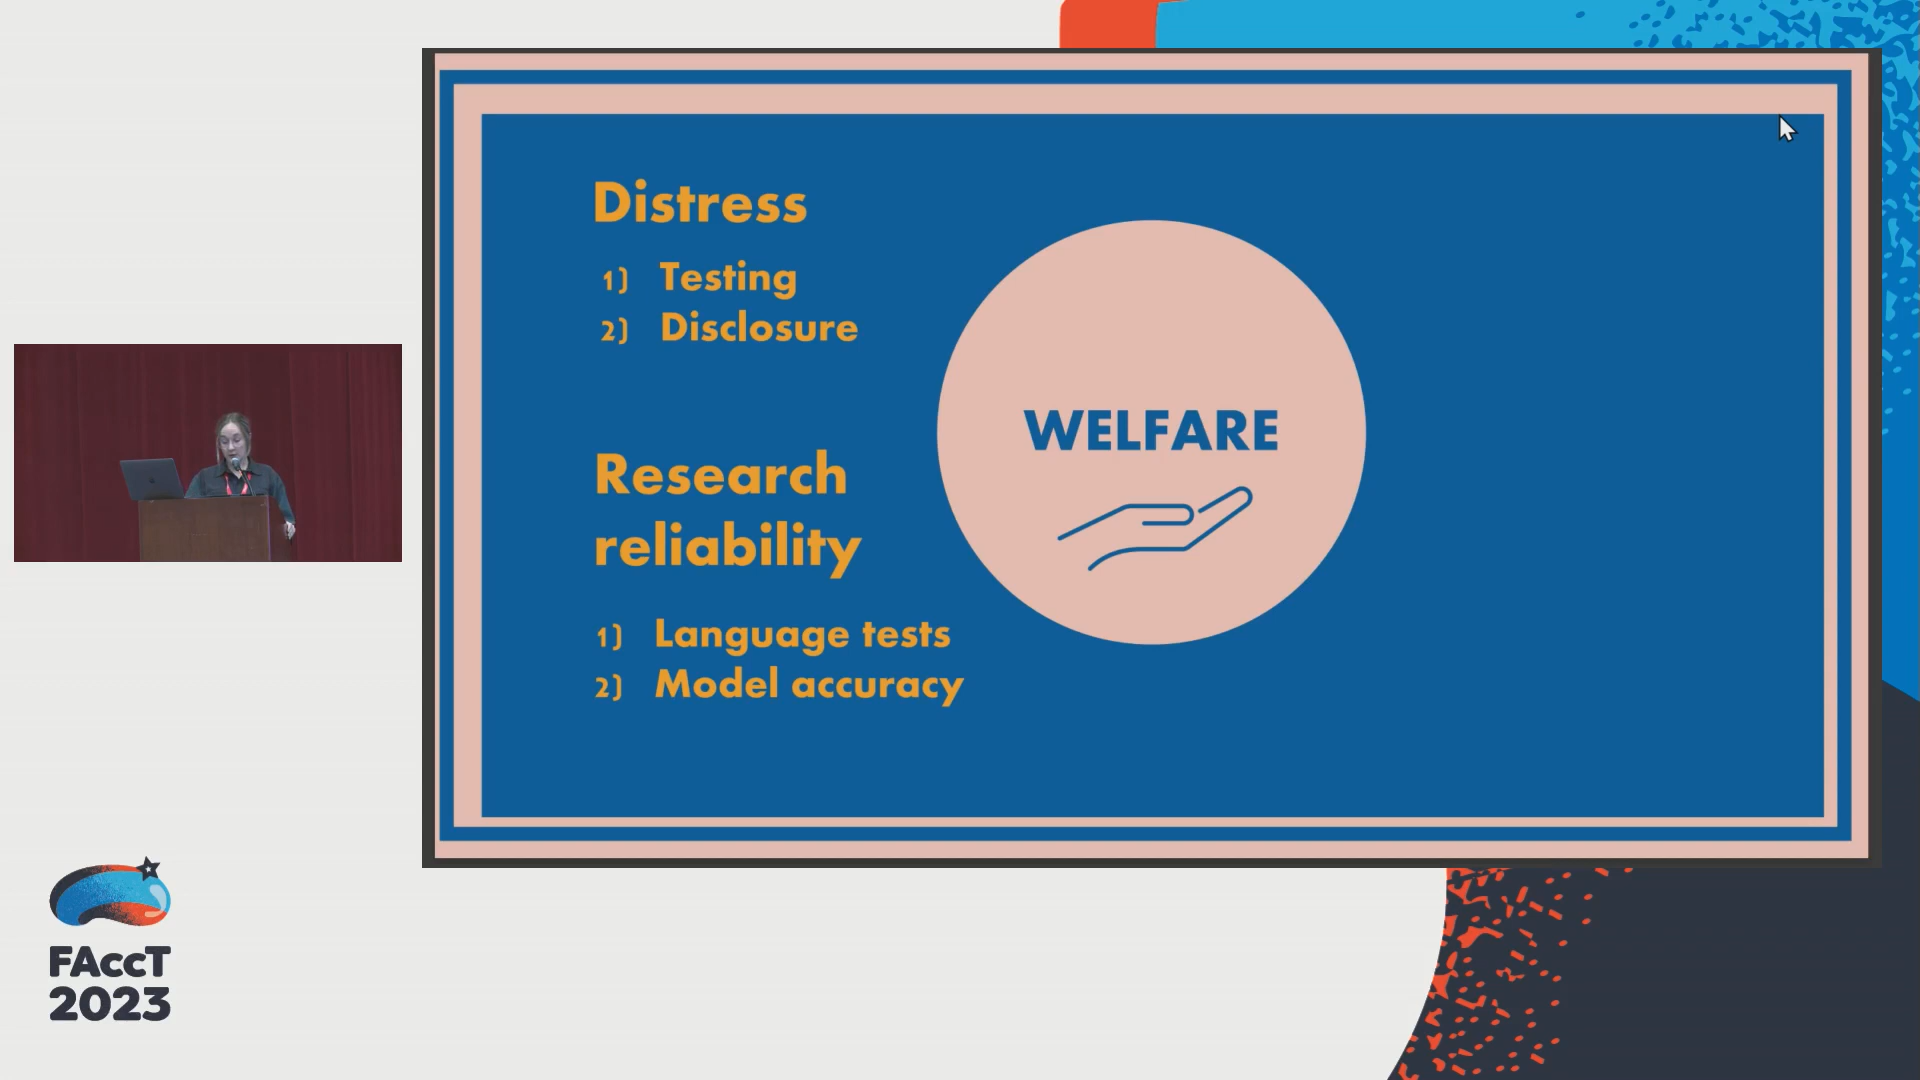 Distress
1) Testing
2) Disclosure
Research
reliability
1) Language tests
2) Model accuracy
WELFARE
FAccT
2023